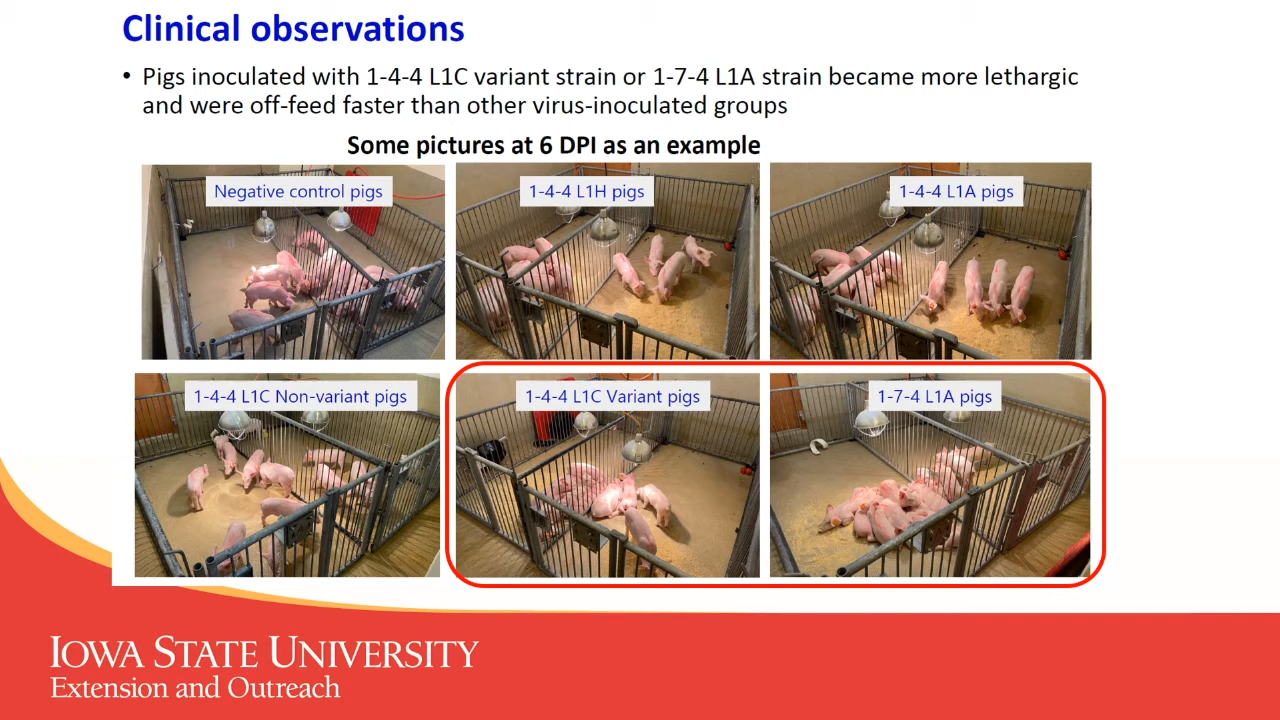 Clinical observations
• Pigs inoculated with 1-4-4 L1C variant strain or 1-7-4 L1A strain became more lethargic
and were off-feed faster than other virus-inoculated groups
Some pictures at 6 DPI as an example
Negative control pigs
1-4-4 L1H pigs
1-4-4 L1A pigs
1-4-4 L1C Non-variant pigs
1-4-4 L1C Variant pigs
1-7-4 L1A pigs
IOWA STATE UNIVERSITY
Extension and Outreach